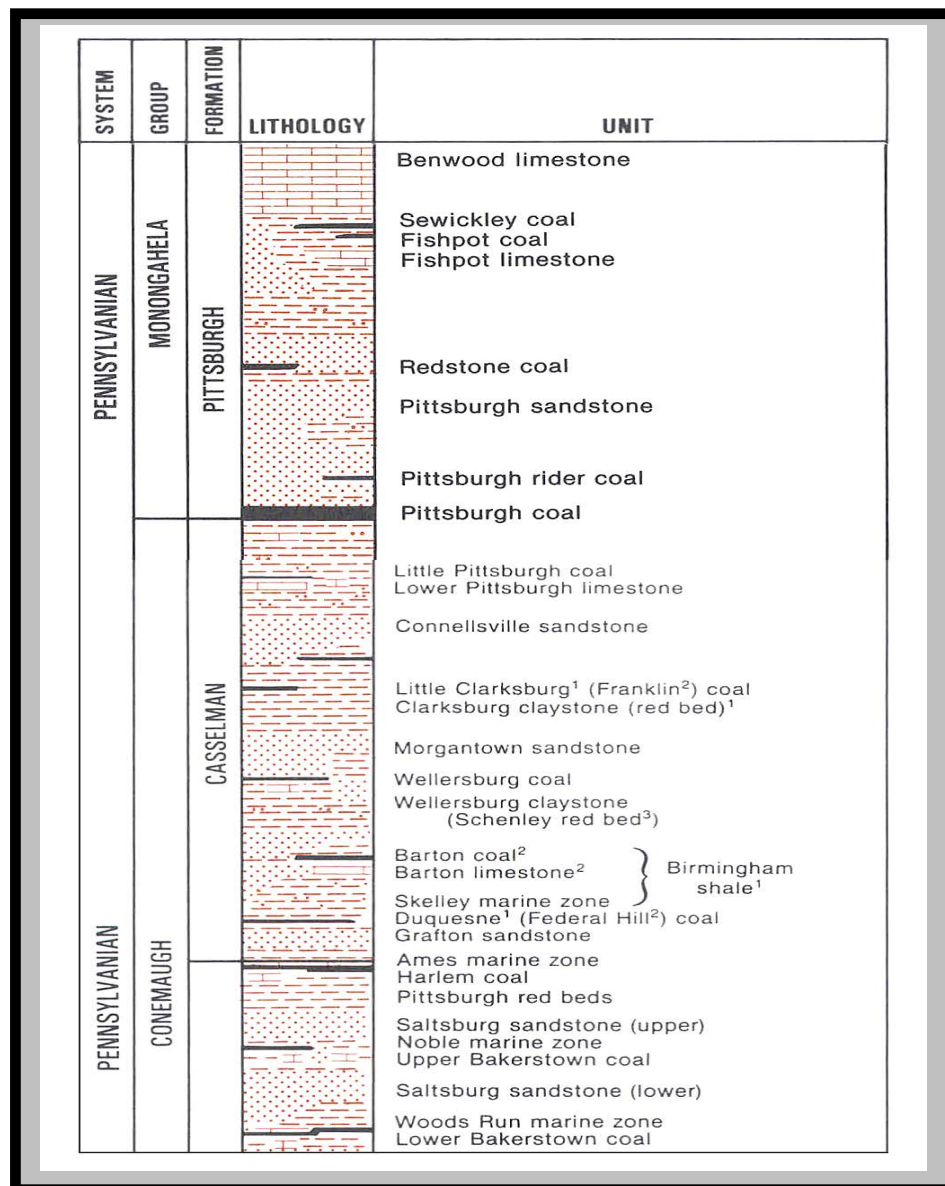 SYSTEM
GROUP
FORMATION
LITHOLOGY
UNIT
PENNSYLVANIAN
MONONGAHELA
PITTSBURGH
Benwood limestone
Sewickley coal
Fishpot coal
Fishpot limestone
Redstone coal
Pittsburgh sandstone
Pittsburgh rider coal
Pittsburgh coal
PENNSYLVANIAN
CONEMAUGH
CASSELMAN
Little Pittsburgh coal
Lower Pittsburgh limestone
Connellsville sandstone
Little Clarksburg¹ (Franklin²) coal
Clarksburg claystone (red bed)¹
Morgantown sandstone
Wellersburg coal
Wellersburg claystone
(Schenley red bed³)
Barton coal²
Barton limestone²
Skelley marine zone
Birmingham
shale¹
Duquesne¹ (Federal Hill²) coal
Grafton sandstone
Ames marine zone
Harlem coal
Pittsburgh red beds
Saltsburg sandstone (upper)
Noble marine zone
Upper Bakerstown coal
Saltsburg sandstone (lower)
Woods Run marine zone
Lower Bakerstown coal